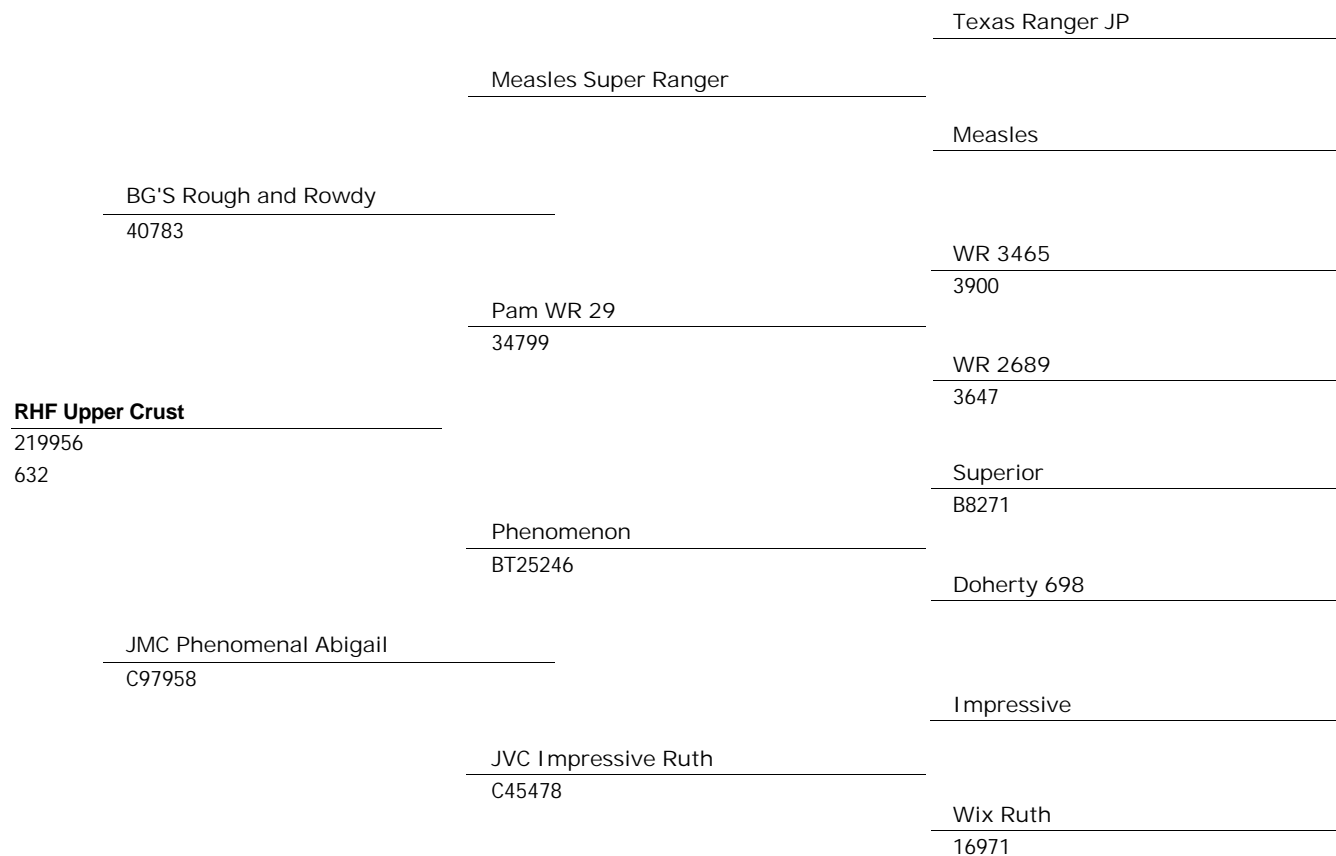 Texas Ranger JP
Measles Super Ranger
Measles
BG'S Rough and Rowdy
40783
WR 3465
3900
Pam WR 29
34799
WR 2689
3647
RHF Upper Crust
219956
632
Superior
B8271
Phenomenon
BT25246
Doherty 698
JMC Phenomenal Abigail
C97958
Impressive
JVC Impressive Ruth
C45478
Wix Ruth
16971